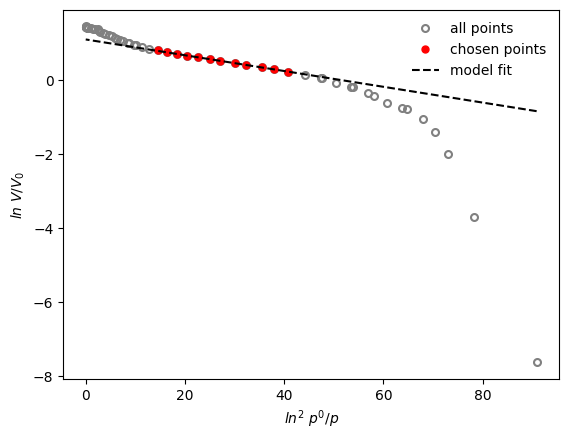 all points
chosen points
model fit
0
−2
−4
−6
−8
ln V/V₀
0
20
40
60
80
ln² p⁰/p